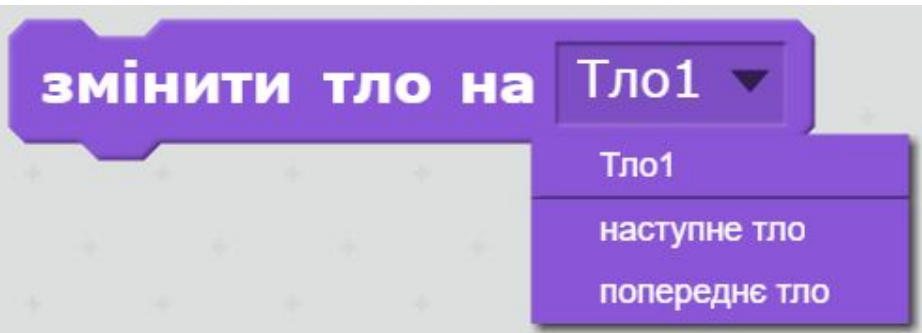 змінити тло на Тло1
Тло1
наступне тло
попереднє тло